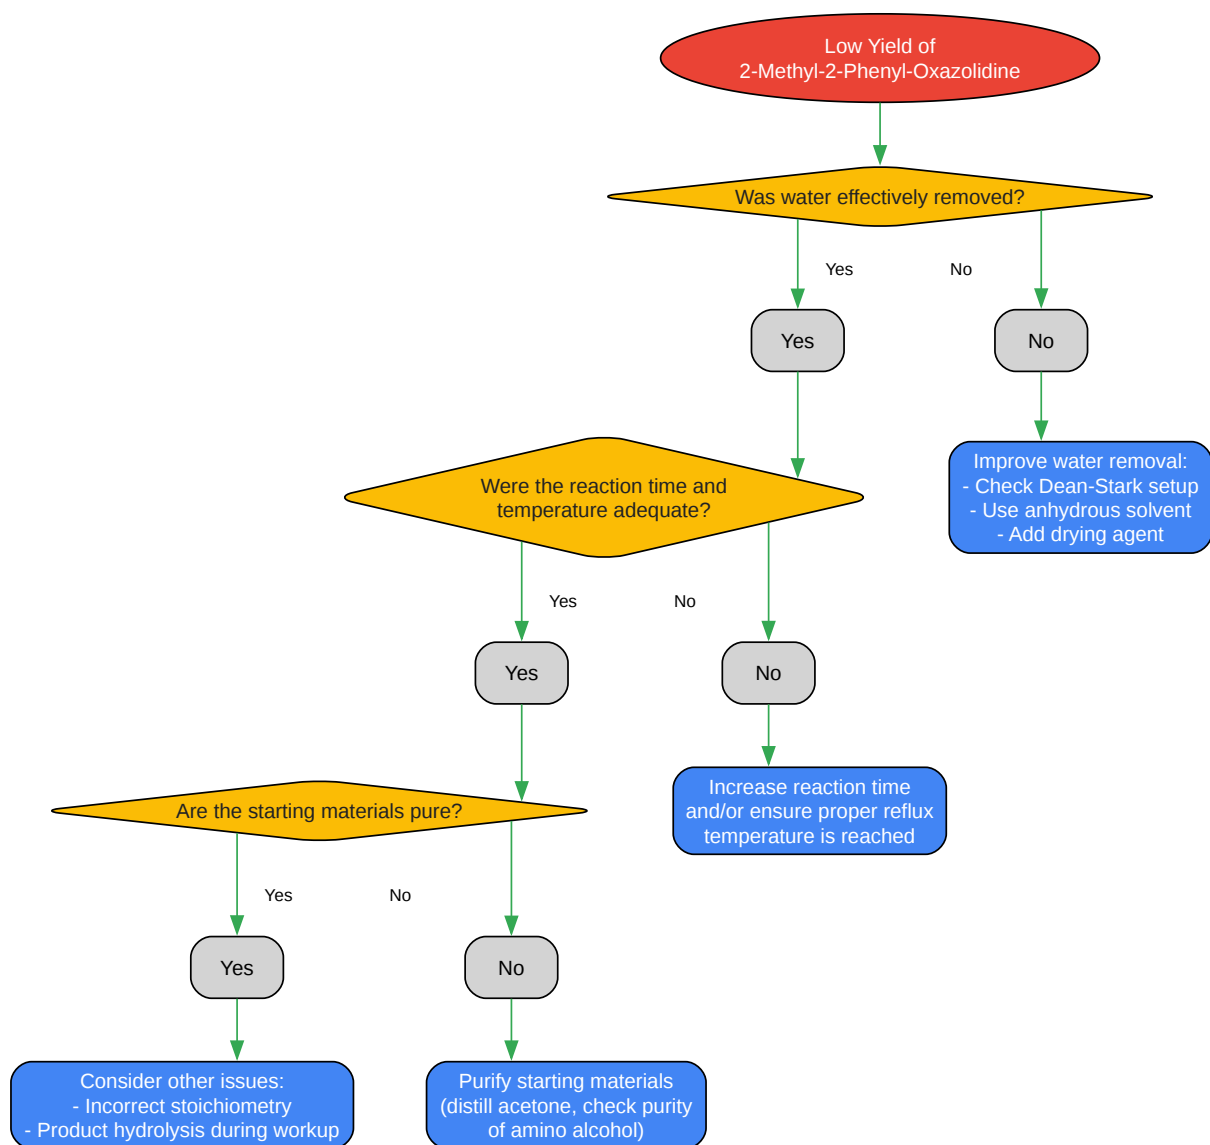 Low Yield of
2-Methyl-2-Phenyl-Oxazolidine
Was water effectively removed?
Yes
No
Yes
No
Improve water removal:
- Check Dean-Stark setup
- Use anhydrous solvent
- Add drying agent
Were the reaction time and
temperature adequate?
Yes
No
Yes
No
Increase reaction time
and/or ensure proper reflux
temperature is reached
Are the starting materials pure?
Yes
No
Yes
No
Consider other issues:
- Incorrect stoichiometry
- Product hydrolysis during workup
Purify starting materials
(distill acetone, check purity
of amino alcohol)